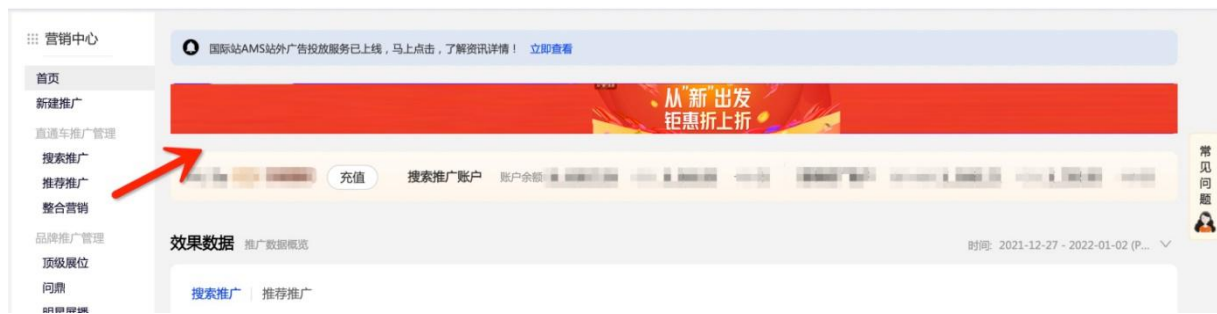 营销中心
国际站AMS站外广告投放服务已上线，马上点击，了解资讯详情！ 立即查看
首页
新建推广
从"新"出发
钜惠折上折
直通车推广管理
搜索推广
推荐推广
整合营销
充值 搜索推广账户 账户余额
常见问题
品牌推广管理
顶级展位
问鼎
明星展播
效果数据 推广数据概览
时间: 2021-12-27 - 2022-01-02 (P...
搜索推广 推荐推广